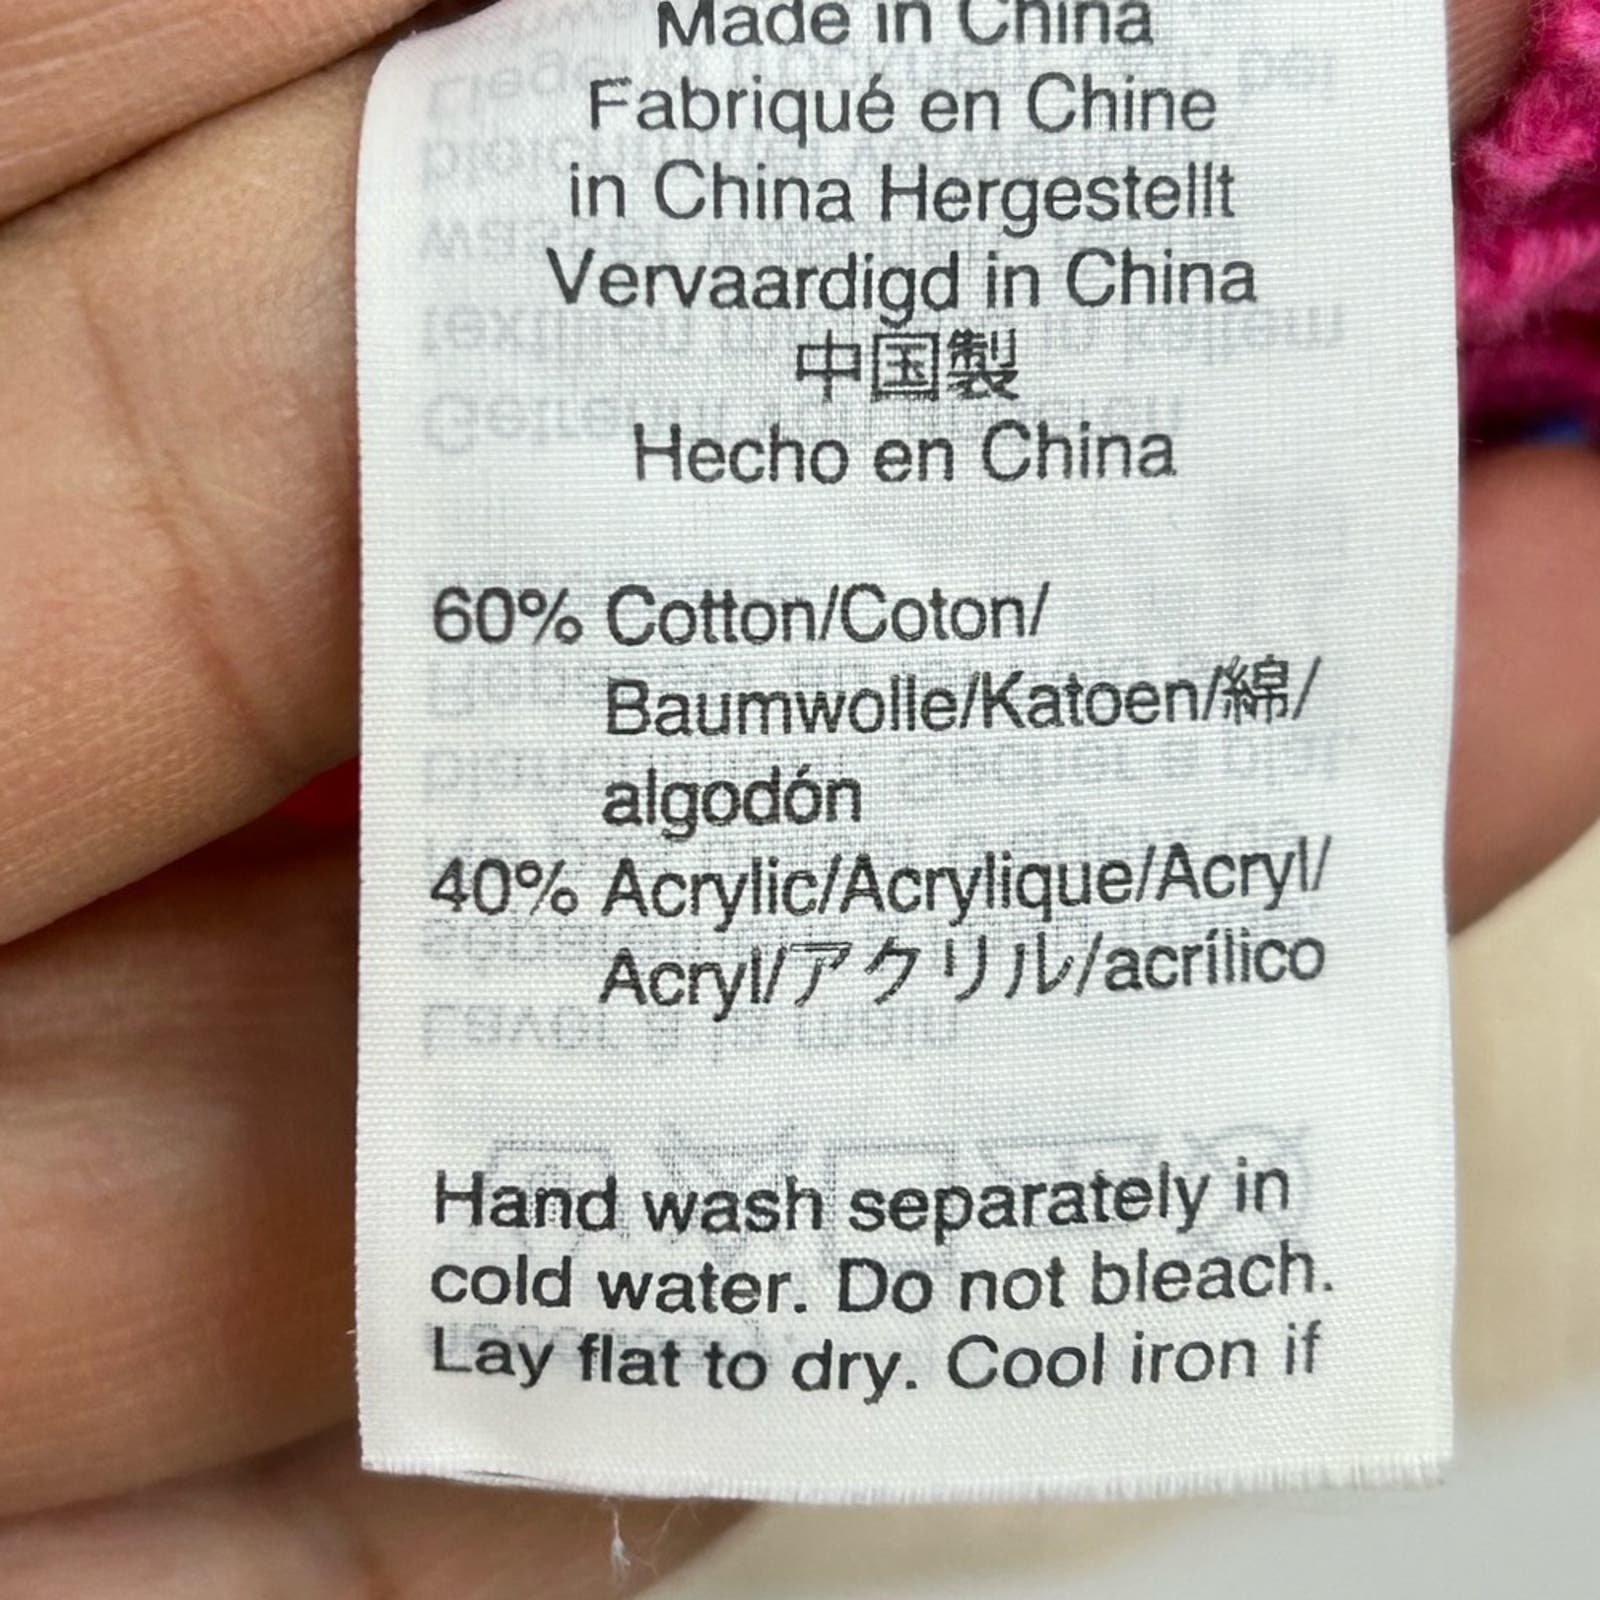 Made in China
Fabriqué en Chine
in China Hergestellt
Vervaardigd in China
中国製
Hecho en China
60% Cotton/Coton/
Baumwolle/Katoen/綿/
algodón
40% Acrylic/Acrylique/Acryl/
Acryl/アクリル/acrílico
Hand wash separately in
cold water. Do not bleach.
Lay flat to dry. Cool iron if